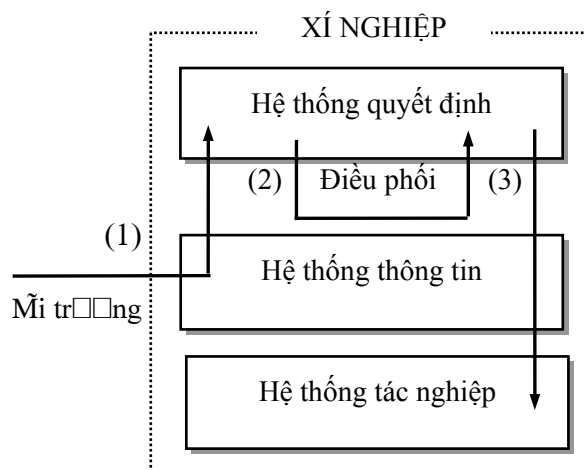 XÍ NGHIỆP
Hệ thống quyết định
(2) Điều phối (3)
(1)
Hệ thống thông tin
Hệ thống tác nghiệp